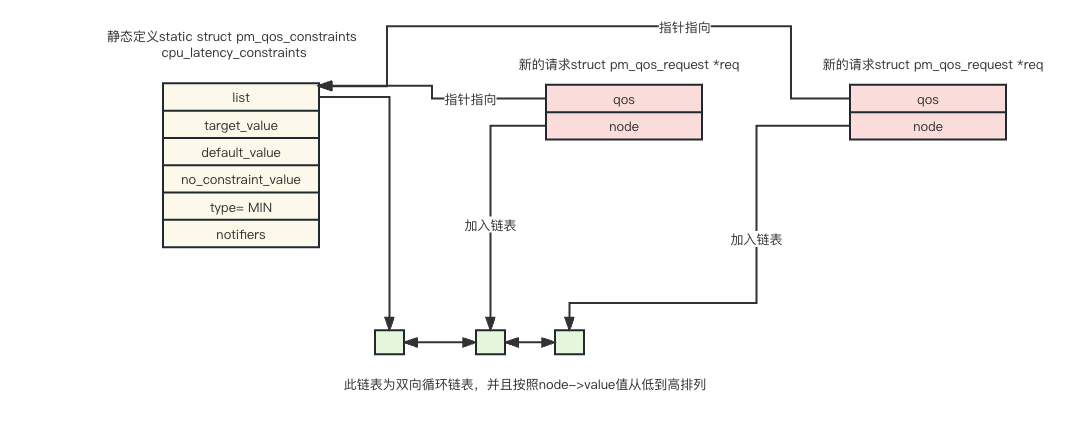 指针指向
静态定义static struct pm_qos_constraints
cpu_latency_constraints
新的请求struct pm_qos_request *req
新的请求struct pm_qos_request *req
list
指针指向
qos
qos
target_value
node
node
default_value
no_constraint_value
type= MIN
notifiers
加入链表
加入链表
此链表为双向循环链表，并且按照node->value值从低到高排列